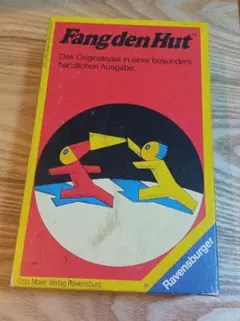 Fang den Hut
Das Originalspiel in einer besonders
handlichen Ausgabe.
Otto Maier Verlag Ravensburg
Ravensburger